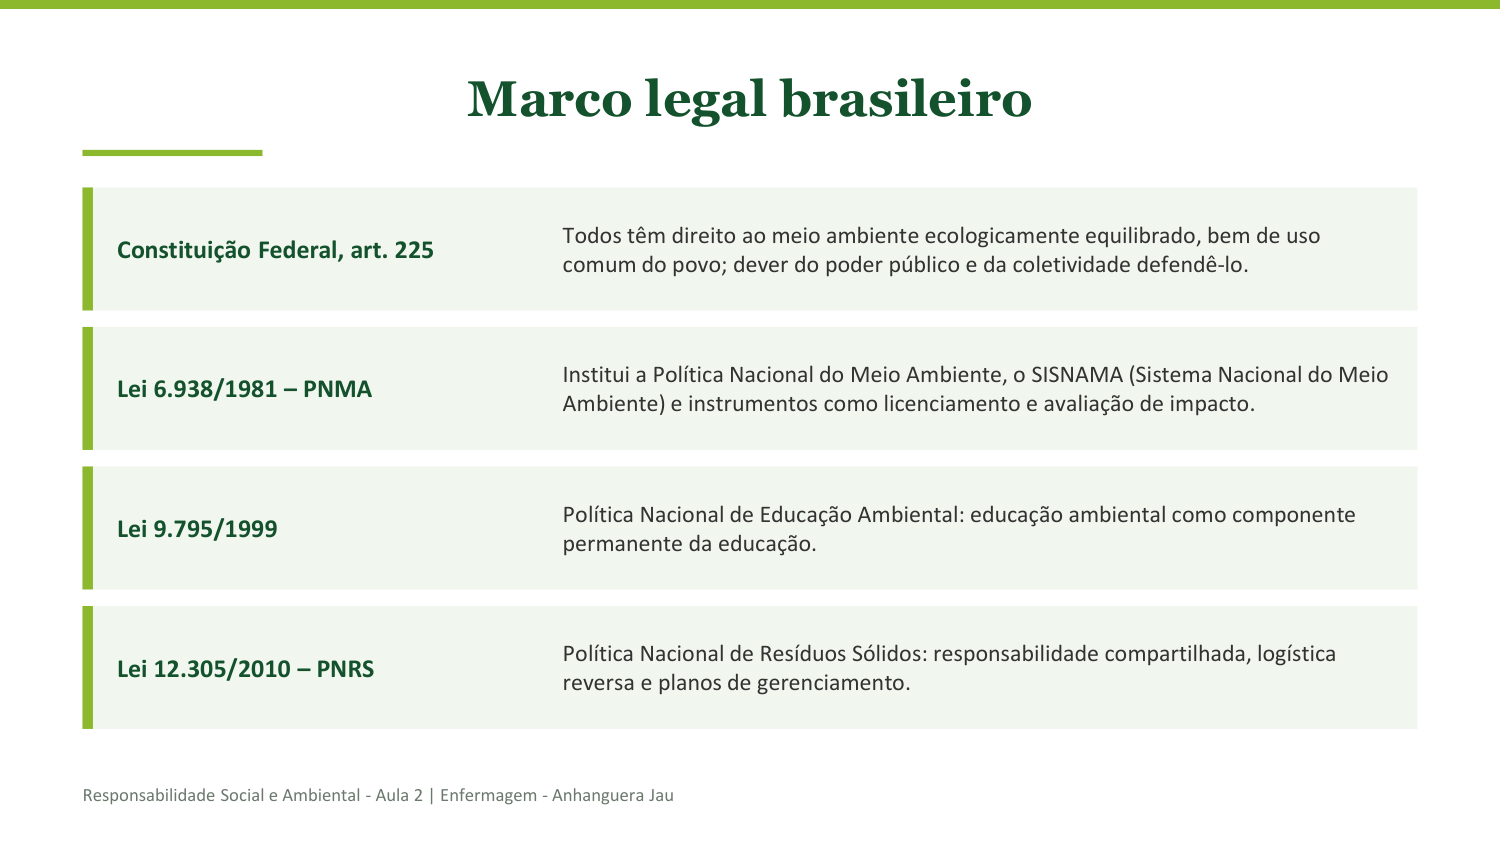 Marco legal brasileiro
Constituição Federal, art. 225
Todos têm direito ao meio ambiente ecologicamente equilibrado, bem de uso
comum do povo; dever do poder público e da coletividade defendê-lo.
Lei 6.938/1981 – PNMA
Institui a Política Nacional do Meio Ambiente, o SISNAMA (Sistema Nacional do Meio
Ambiente) e instrumentos como licenciamento e avaliação de impacto.
Lei 9.795/1999
Política Nacional de Educação Ambiental: educação ambiental como componente
permanente da educação.
Lei 12.305/2010 – PNRS
Política Nacional de Resíduos Sólidos: responsabilidade compartilhada, logística
reversa e planos de gerenciamento.
Responsabilidade Social e Ambiental - Aula 2 | Enfermagem - Anhanguera Jau